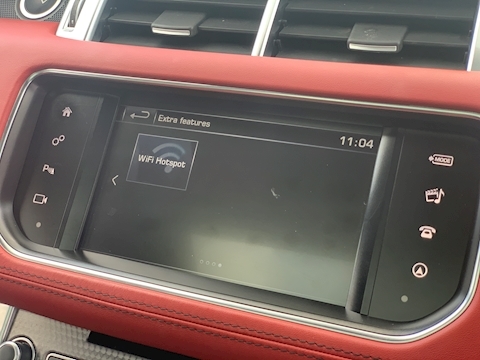 Extra features
11:04
WiFi Hotspot
MODE